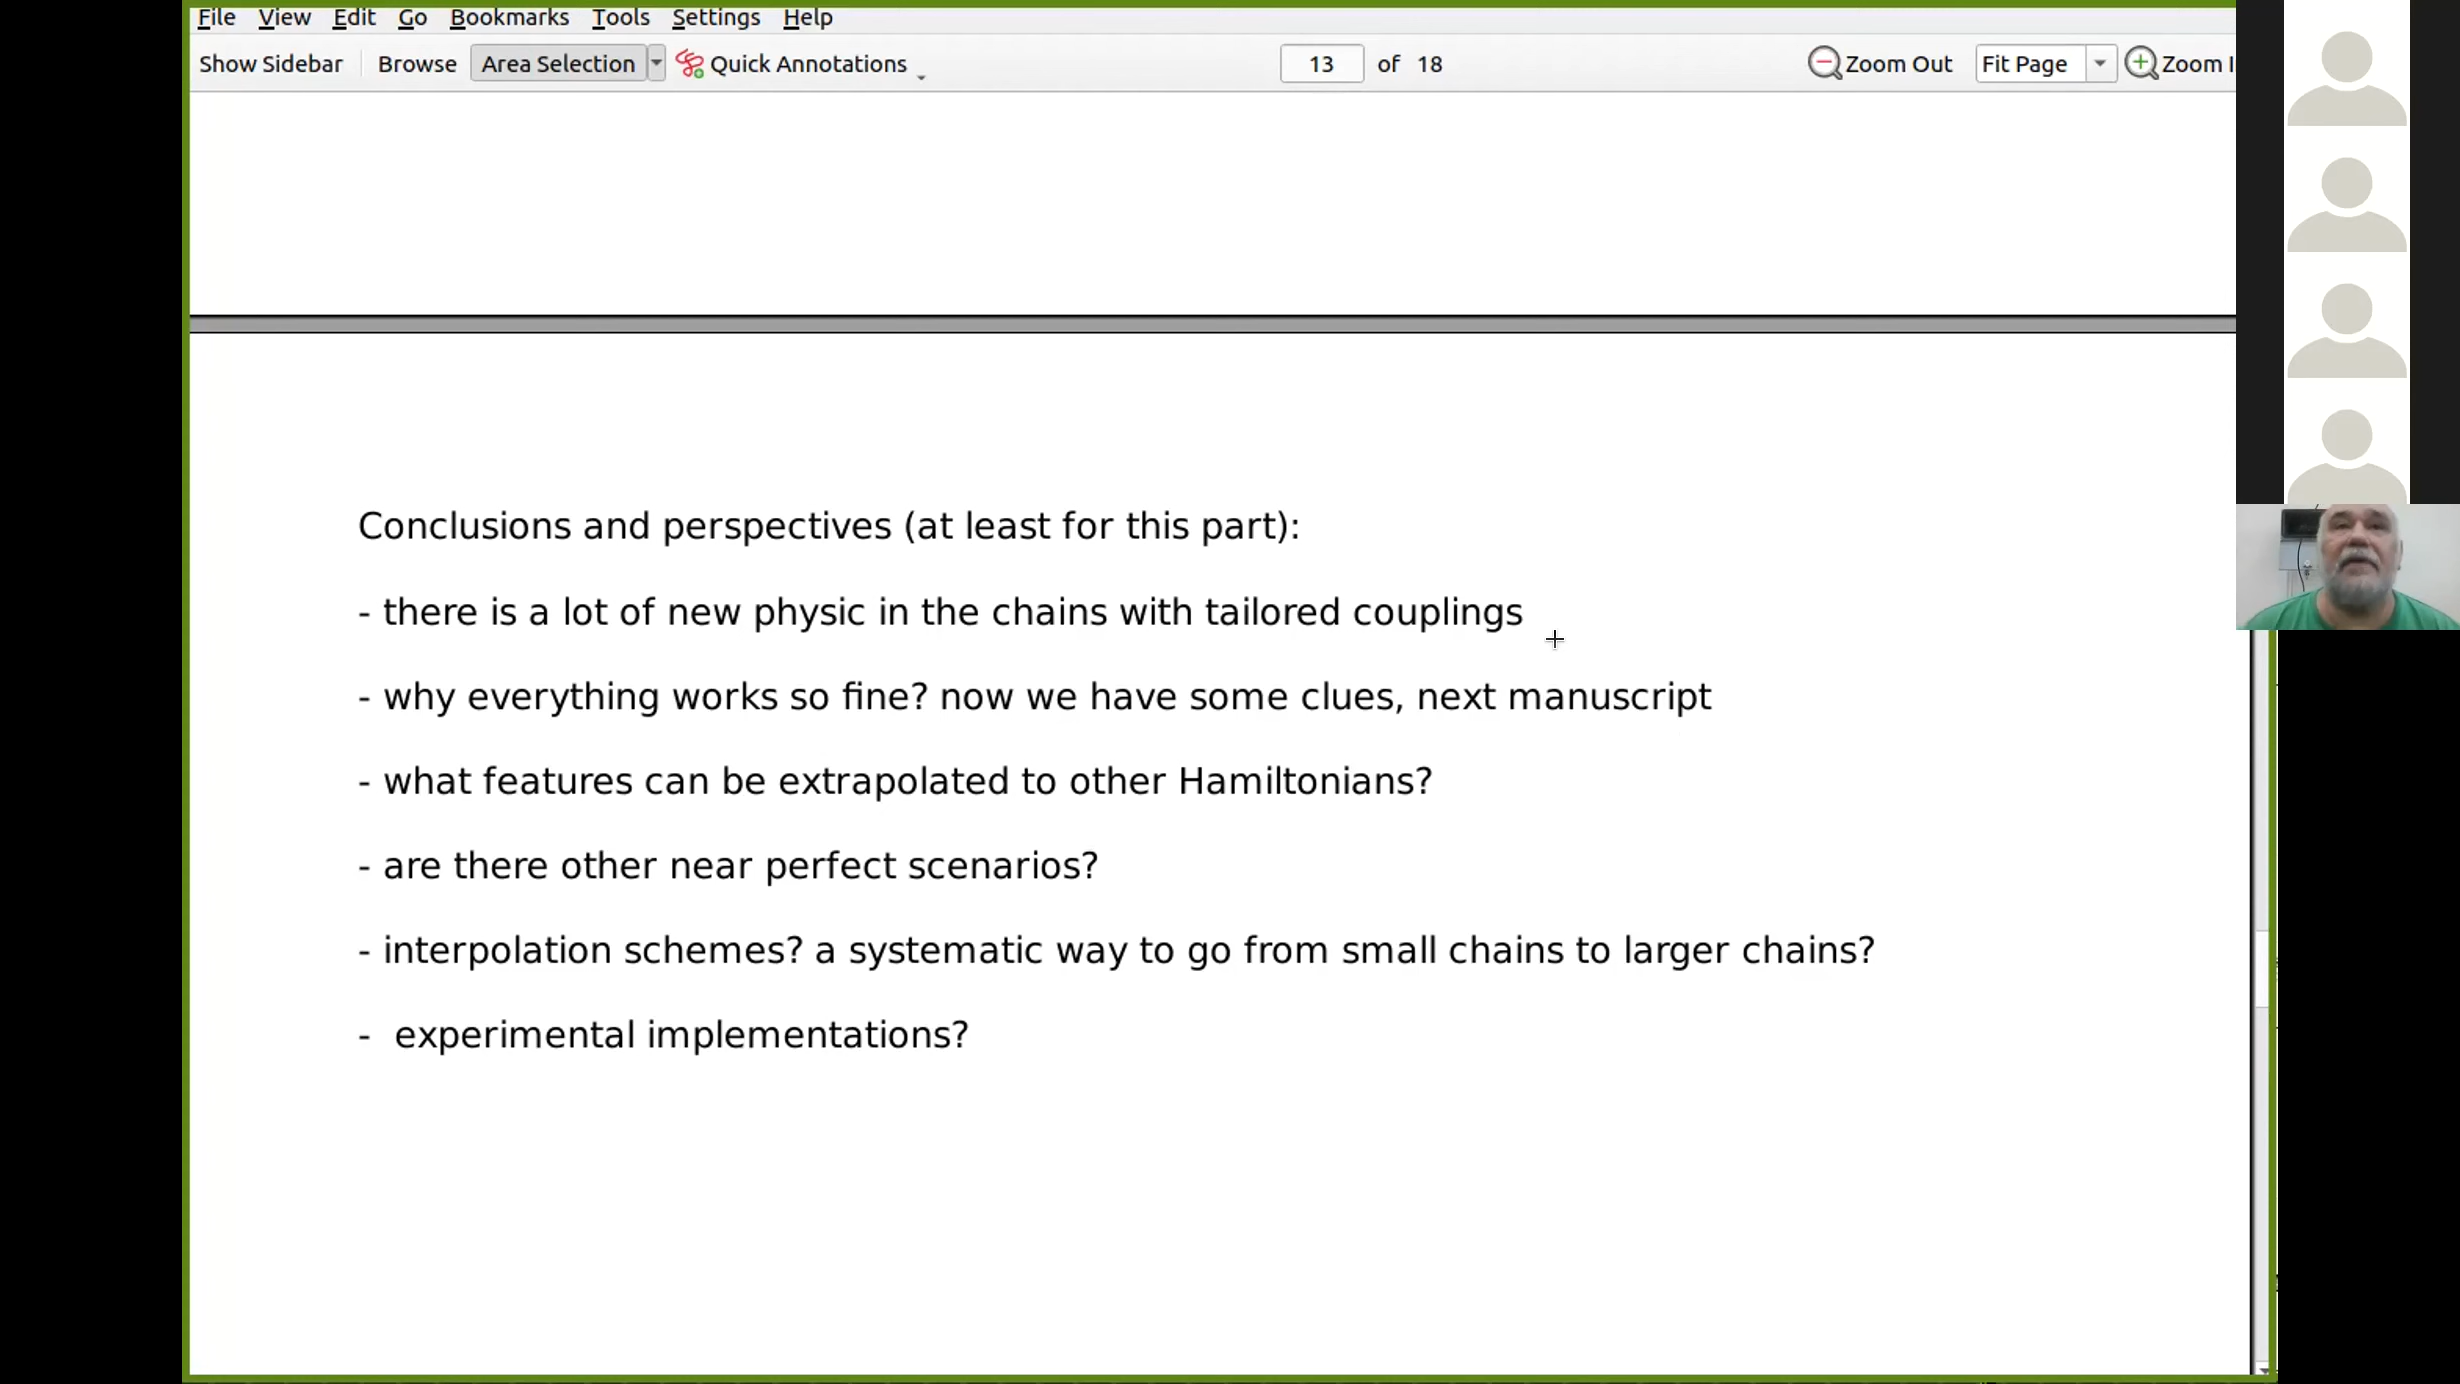 File View Edit Go Bookmarks Tools Settings Help
Show Sidebar Browse Area Selection Quick Annotations 13 of 18 Zoom Out Fit Page Zoom I
Conclusions and perspectives (at least for this part):
- there is a lot of new physic in the chains with tailored couplings
- why everything works so fine? now we have some clues, next manuscript
- what features can be extrapolated to other Hamiltonians?
- are there other near perfect scenarios?
- interpolation schemes? a systematic way to go from small chains to larger chains?
- experimental implementations?